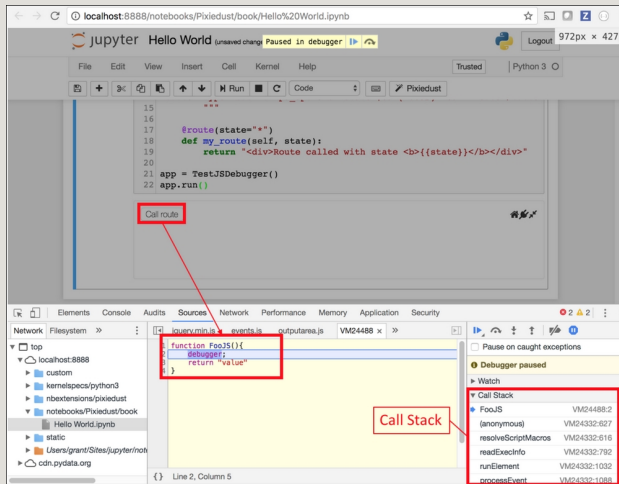 localhost:8888/notebooks/Pixiedust/book/Hello%20World.ipynb
972px × 427
jupyter Hello World (unsaved change
Paused in debugger
Logout
File Edit View Insert Cell Kernel Help
Trusted Python 3
Run Code Pixiedust
15 """
16
17 @route(state="*")
18 def my_route(self, state):
19 return "<div>Route called with state <b>{{state}}</b></div>"
20
21 app = TestJSDebugger()
22 app.run()
Call route
Elements Console Audits Sources Network Performance Memory Application Security 2 2
Network Filesystem » jquery.min.js events.js outputarea.js VM24488 × »
top
localhost:8888
custom
kernelspecs/python3
nbextensions/pixiedust
notebooks/Pixiedust/book
Hello World.ipynb
static
Users/grant/Sites/jupyter/note
cdn.pydata.org
1 function FooJS(){
2 debugger;
3 return "value"
4 }
Call Stack
{} Line 2, Column 5
Pause on caught exceptions
Debugger paused
Watch
Call Stack
FooJS VM24488:2
(anonymous) VM24332:627
resolveScriptMacros VM24332:616
readExecInfo VM24332:792
runElement VM24332:1032
processEvent VM24332:1088